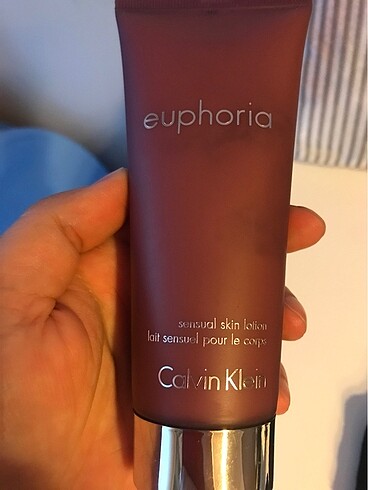 euphoria
sensual skin lotion
lait sensuel pour le corps
Calvin Klein